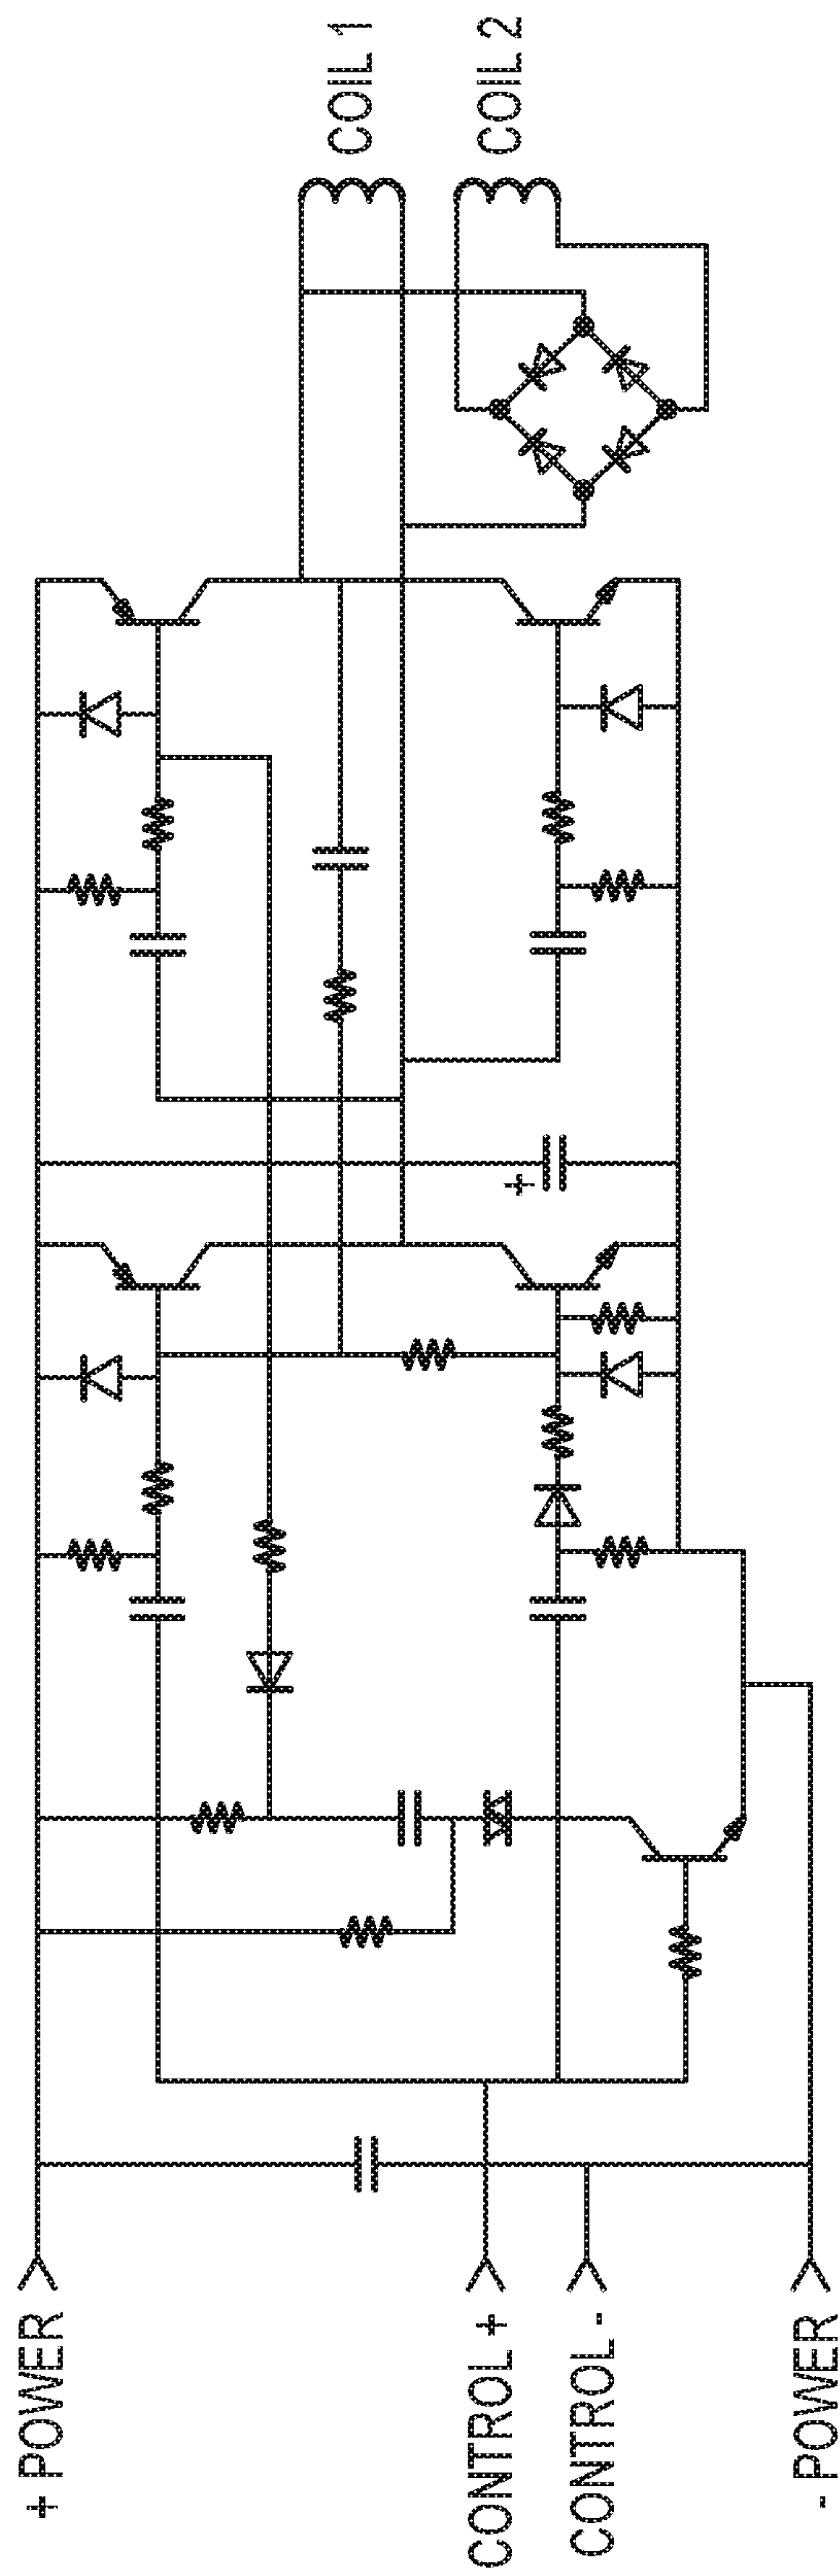 COIL 1
COIL 2
+
+ POWER
CONTROL +
CONTROL -
- POWER